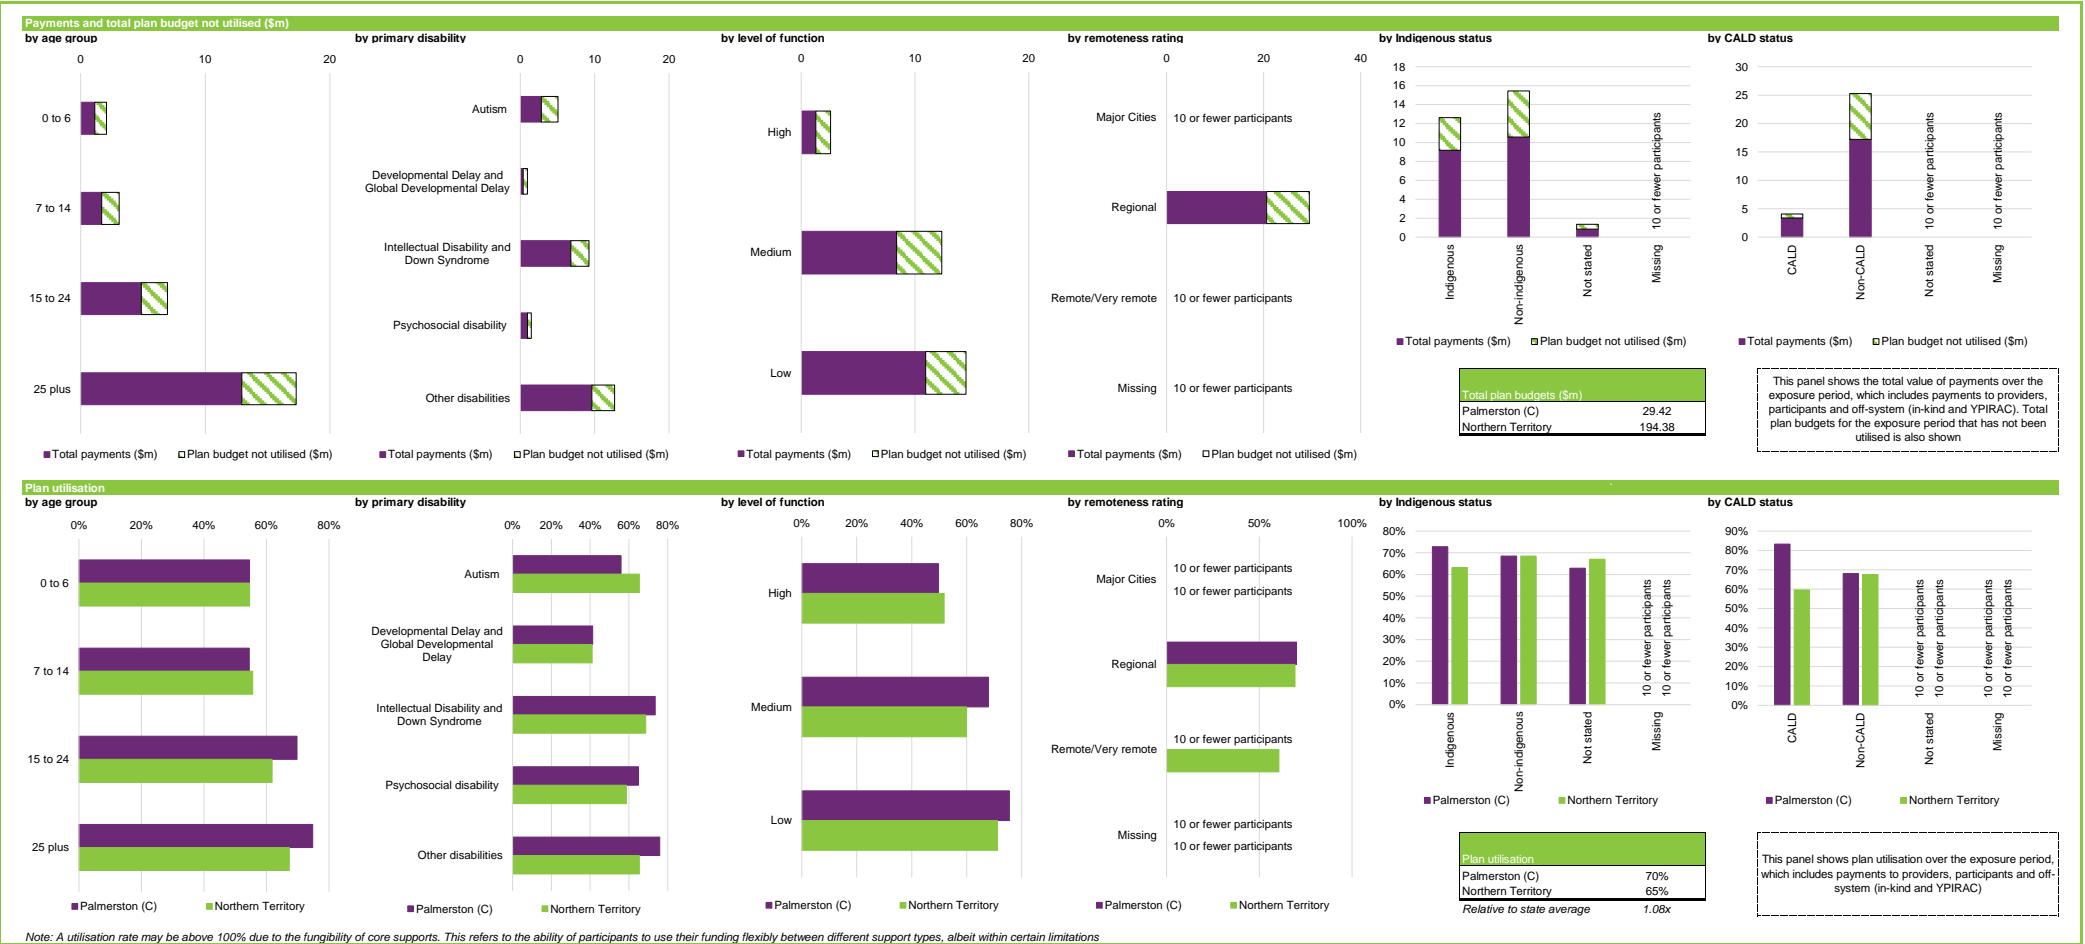 Payments and total plan budget not utilised ($m)
by age group
0 10 20
0 to 6
7 to 14
15 to 24
25 plus
Total payments ($m) Plan budget not utilised ($m)
by primary disability
0 10 20
Autism
Developmental Delay and
Global Developmental Delay
Intellectual Disability and
Down Syndrome
Psychosocial disability
Other disabilities
Total payments ($m) Plan budget not utilised ($m)
by level of function
0 10 20
High
Medium
Low
Total payments ($m) Plan budget not utilised ($m)
by remoteness rating
0 20 40
Major Cities 10 or fewer participants
Regional
Remote/Very remote 10 or fewer participants
Missing 10 or fewer participants
Total payments ($m) Plan budget not utilised ($m)
by Indigenous status
18
16
14
12
10
8
6
4
2
0
10 or fewer participants
Indigenous
Non-indigenous
Not stated
Missing
Total payments ($m) Plan budget not utilised ($m)
Total plan budgets ($m)
Palmerston (C) 29.42
Northern Territory 194.38
by CALD status
30
25
20
15
10
5
0
10 or fewer participants
10 or fewer participants
CALD
Non-CALD
Not stated
Missing
Total payments ($m) Plan budget not utilised ($m)
This panel shows the total value of payments over the
exposure period, which includes payments to providers,
participants and off-system (in-kind and YPIRAC). Total
plan budgets for the exposure period that has not been
utilised is also shown
Plan utilisation
by age group
0% 20% 40% 60% 80%
0 to 6
7 to 14
15 to 24
25 plus
Palmerston (C) Northern Territory
by primary disability
0% 20% 40% 60% 80%
Autism
Developmental Delay and
Global Developmental
Delay
Intellectual Disability and
Down Syndrome
Psychosocial disability
Other disabilities
Palmerston (C) Northern Territory
by level of function
0% 20% 40% 60% 80%
High
Medium
Low
Palmerston (C) Northern Territory
by remoteness rating
0% 50% 100%
Major Cities
10 or fewer participants
10 or fewer participants
Regional
Remote/Very remote
10 or fewer participants
Missing
10 or fewer participants
10 or fewer participants
Palmerston (C) Northern Territory
by Indigenous status
80%
70%
60%
50%
40%
30%
20%
10%
0%
10 or fewer participants
10 or fewer participants
Indigenous
Non-indigenous
Not stated
Missing
Palmerston (C) Northern Territory
Plan utilisation
Palmerston (C) 70%
Northern Territory 65%
Relative to state average 1.08x
by CALD status
90%
80%
70%
60%
50%
40%
30%
20%
10%
0%
10 or fewer participants
10 or fewer participants
10 or fewer participants
10 or fewer participants
CALD
Non-CALD
Not stated
Missing
Palmerston (C) Northern Territory
This panel shows plan utilisation over the exposure period,
which includes payments to providers, participants and off-
system (in-kind and YPIRAC)
Note: A utilisation rate may be above 100% due to the fungibility of core supports. This refers to the ability of participants to use their funding flexibly between different support types, albeit within certain limitations